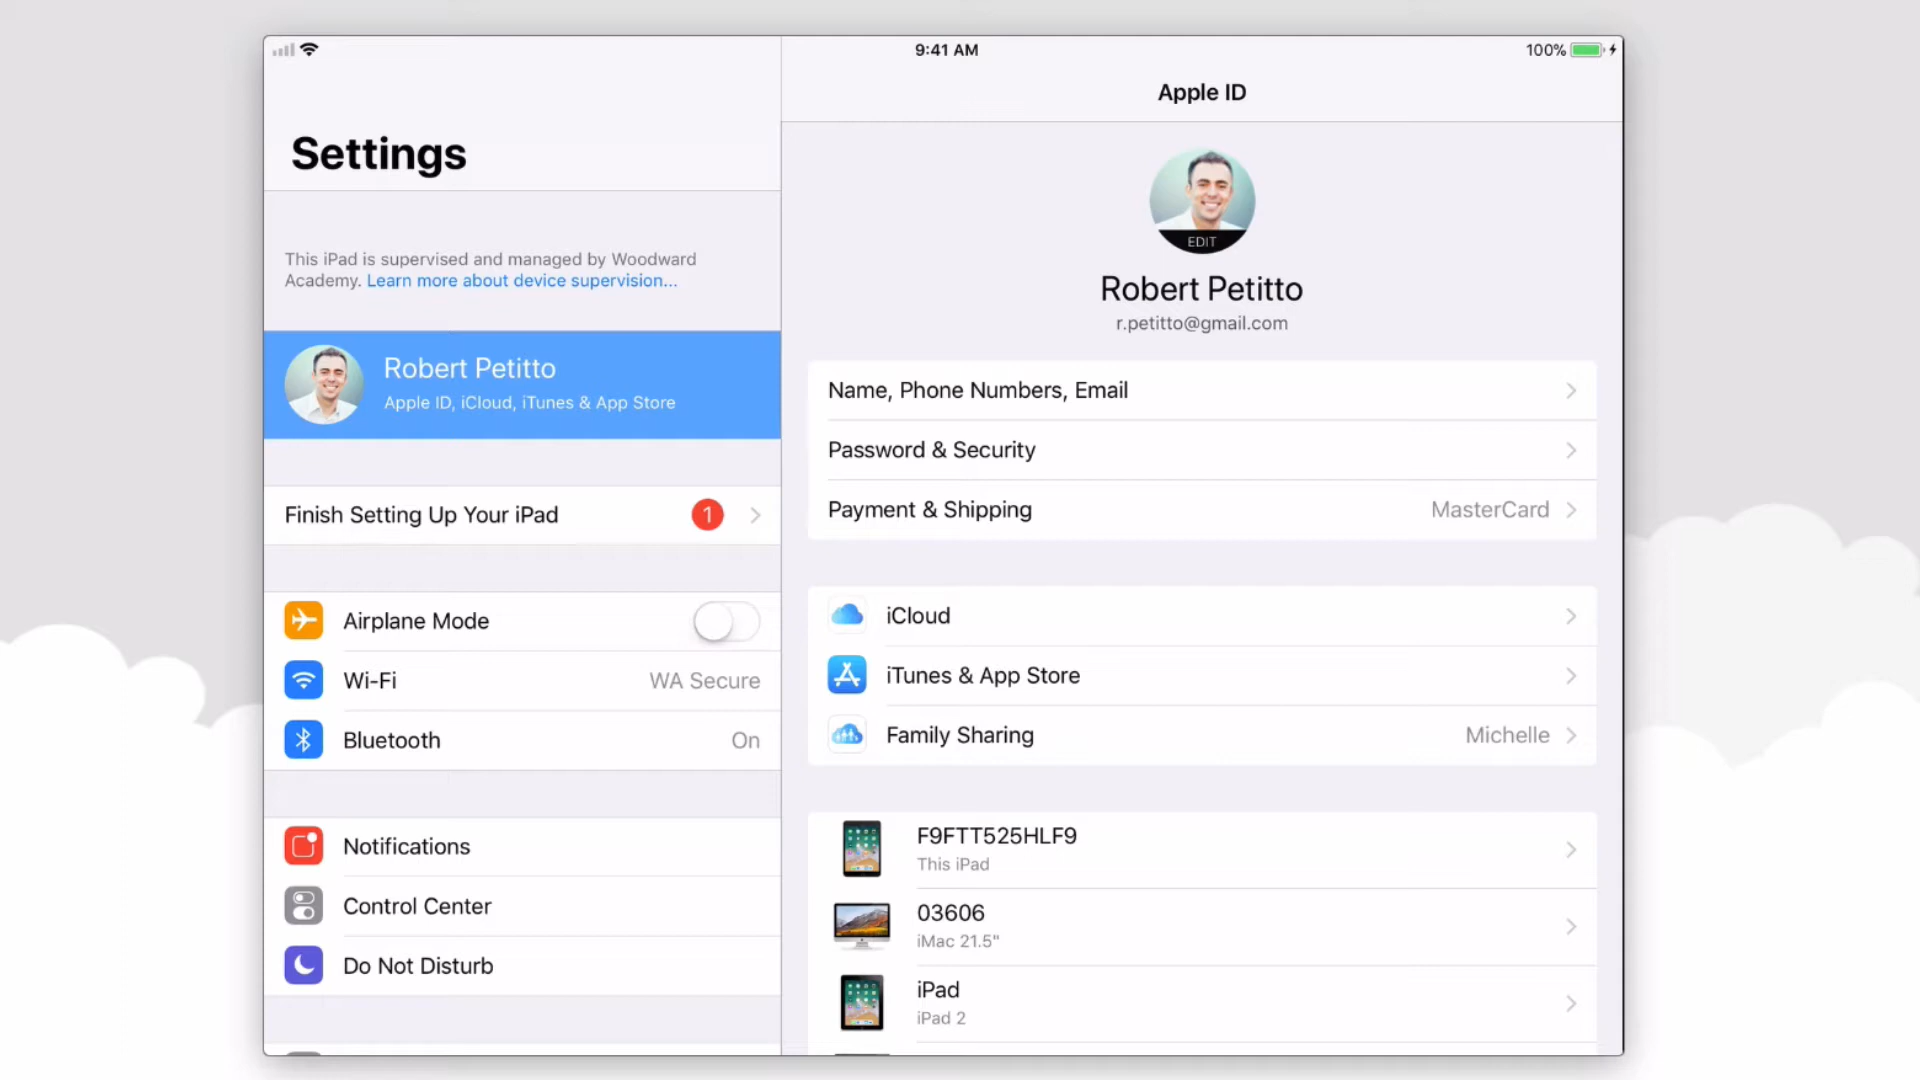 9:41 AM
100%
Settings
This iPad is supervised and managed by Woodward
Academy. Learn more about device supervision...
Robert Petitto
Apple ID, iCloud, iTunes & App Store
Finish Setting Up Your iPad
1
Airplane Mode
Wi-Fi
WA Secure
Bluetooth
On
Notifications
Control Center
Do Not Disturb
Apple ID
EDIT
Robert Petitto
r.petitto@gmail.com
Name, Phone Numbers, Email
Password & Security
Payment & Shipping
MasterCard
iCloud
iTunes & App Store
Family Sharing
Michelle
F9FTT525HLF9
This iPad
03606
iMac 21.5"
iPad
iPad 2